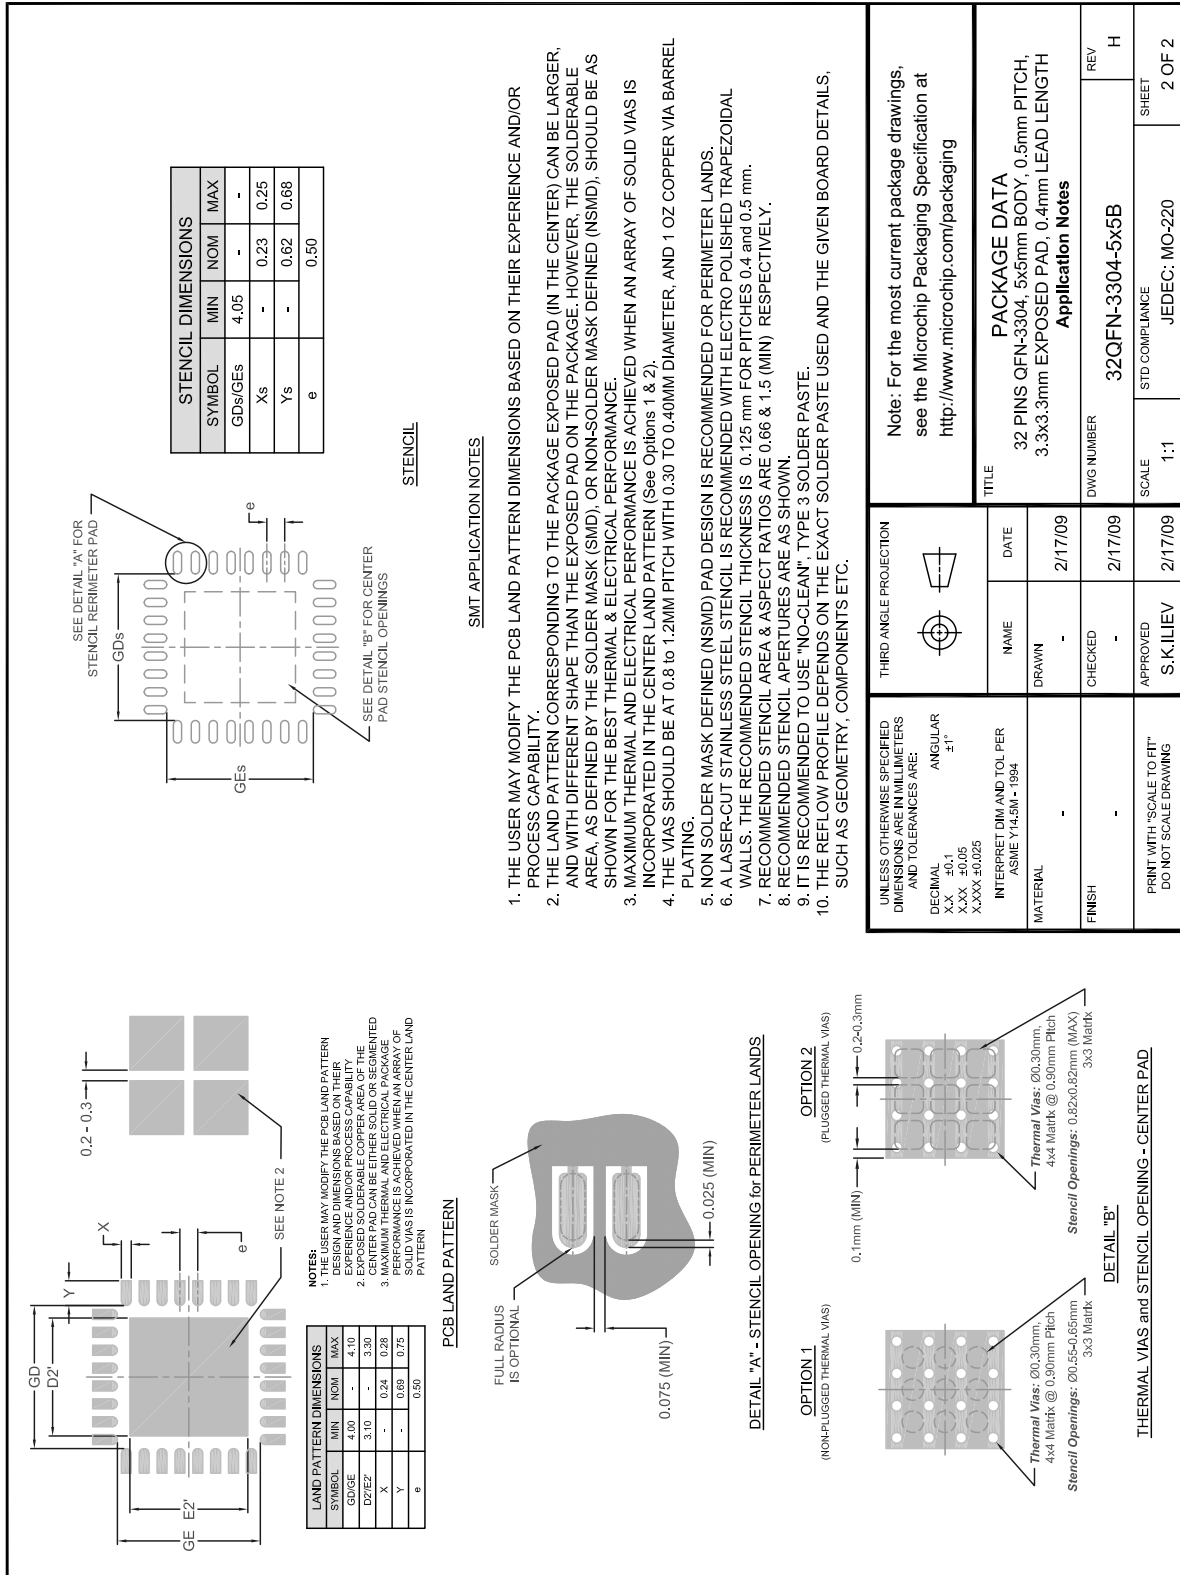 GD
D2'
Y
X
0.2 - 0.3
GE
E2'
e
SEE NOTE 2
LAND PATTERN DIMENSIONS
SYMBOL MIN NOM MAX
GD/GE 4.00 - 4.10
D2'/E2' 3.10 - 3.30
X - 0.24 0.28
Y - 0.69 0.75
e 0.50
NOTES:
1. THE USER MAY MODIFY THE PCB LAND PATTERN
DESIGN AND DIMENSIONS BASED ON THEIR
EXPERIENCE AND/OR PROCESS CAPABILITY
2. EXPOSED SOLDERABLE COPPER AREA OF THE
CENTER PAD CAN BE EITHER SOLID OR SEGMENTED
3. MAXIMUM THERMAL AND ELECTRICAL PACKAGE
PERFORMANCE IS ACHIEVED WHEN AN ARRAY OF
SOLID VIAS IS INCORPORATED IN THE CENTER LAND
PATTERN
PCB LAND PATTERN
SEE DETAIL "A" FOR
STENCIL RERIMETER PAD
GDs
GEs
e
SEE DETAIL "B" FOR CENTER
PAD STENCIL OPENINGS
STENCIL DIMENSIONS
SYMBOL MIN NOM MAX
GDs/GEs 4.05 - -
Xs - 0.23 0.25
Ys - 0.62 0.68
e 0.50
STENCIL
FULL RADIUS
IS OPTIONAL
SOLDER MASK
0.075 (MIN)
0.025 (MIN)
DETAIL "A" - STENCIL OPENING for PERIMETER LANDS
OPTION 1
(NON-PLUGGED THERMAL VIAS)
Thermal Vias: Ø0.30mm,
4x4 Matrix @ 0.90mm Pitch
Stencil Openings: Ø0.55-0.65mm
3x3 Matrix
OPTION 2
(PLUGGED THERMAL VIAS)
0.1mm (MIN)
0.2-0.3mm
Thermal Vias: Ø0.30mm,
4x4 Matrix @ 0.90mm Pitch
Stencil Openings: 0.82x0.82mm (MAX)
3x3 Matrix
DETAIL "B"
THERMAL VIAS and STENCIL OPENING - CENTER PAD
SMT APPLICATION NOTES
1. THE USER MAY MODIFY THE PCB LAND PATTERN DIMENSIONS BASED ON THEIR EXPERIENCE AND/OR
PROCESS CAPABILITY.
2. THE LAND PATTERN CORRESPONDING TO THE PACKAGE EXPOSED PAD (IN THE CENTER) CAN BE LARGER,
AND WITH DIFFERENT SHAPE THAN THE EXPOSED PAD ON THE PACKAGE. HOWEVER, THE SOLDERABLE
AREA, AS DEFINED BY THE SOLDER MASK (SMD), OR NON-SOLDER MASK DEFINED (NSMD), SHOULD BE AS
SHOWN FOR THE BEST THERMAL & ELECTRICAL PERFORMANCE.
3. MAXIMUM THERMAL AND ELECTRICAL PERFORMANCE IS ACHIEVED WHEN AN ARRAY OF SOLID VIAS IS
INCORPORATED IN THE CENTER LAND PATTERN (See Options 1 & 2).
4. THE VIAS SHOULD BE AT 0.8 to 1.2MM PITCH WITH 0.30 TO 0.40MM DIAMETER, AND 1 OZ COPPER VIA BARREL
PLATING.
5. NON SOLDER MASK DEFINED (NSMD) PAD DESIGN IS RECOMMENDED FOR PERIMETER LANDS.
6. A LASER-CUT STAINLESS STEEL STENCIL IS RECOMMENDED WITH ELECTRO POLISHED TRAPEZOIDAL
WALLS. THE RECOMMENDED STENCIL THICKNESS IS 0.125 mm FOR PITCHES 0.4 and 0.5 mm.
7. RECOMMENDED STENCIL AREA & ASPECT RATIOS ARE 0.66 & 1.5 (MIN) RESPECTIVELY.
8. RECOMMENDED STENCIL APERTURES ARE AS SHOWN.
9. IT IS RECOMMENDED TO USE "NO-CLEAN", TYPE 3 SOLDER PASTE.
10. THE REFLOW PROFILE DEPENDS ON THE EXACT SOLDER PASTE USED AND THE GIVEN BOARD DETAILS,
SUCH AS GEOMETRY, COMPONENTS ETC.
UNLESS OTHERWISE SPECIFIED
DIMENSIONS ARE IN MILLIMETERS
AND TOLERANCES ARE:
DECIMAL ANGULAR
X.X ±0.1 ±1°
X.XX ±0.05
X.XXX ±0.025
INTERPRET DIM AND TOL PER
ASME Y14.5M - 1994
MATERIAL
-
FINISH
-
PRINT WITH "SCALE TO FIT"
DO NOT SCALE DRAWING
THIRD ANGLE PROJECTION
NAME DATE
DRAWN
- 2/17/09
CHECKED
- 2/17/09
APPROVED
S.K.ILIEV 2/17/09
Note: For the most current package drawings,
see the Microchip Packaging Specification at
http://www.microchip.com/packaging
TITLE
PACKAGE DATA
32 PINS QFN-3304, 5x5mm BODY, 0.5mm PITCH,
3.3x3.3mm EXPOSED PAD, 0.4mm LEAD LENGTH
Application Notes
DWG NUMBER
32QFN-3304-5x5B
REV
H
SCALE
1:1
STD COMPLIANCE
JEDEC: MO-220
SHEET
2 OF 2